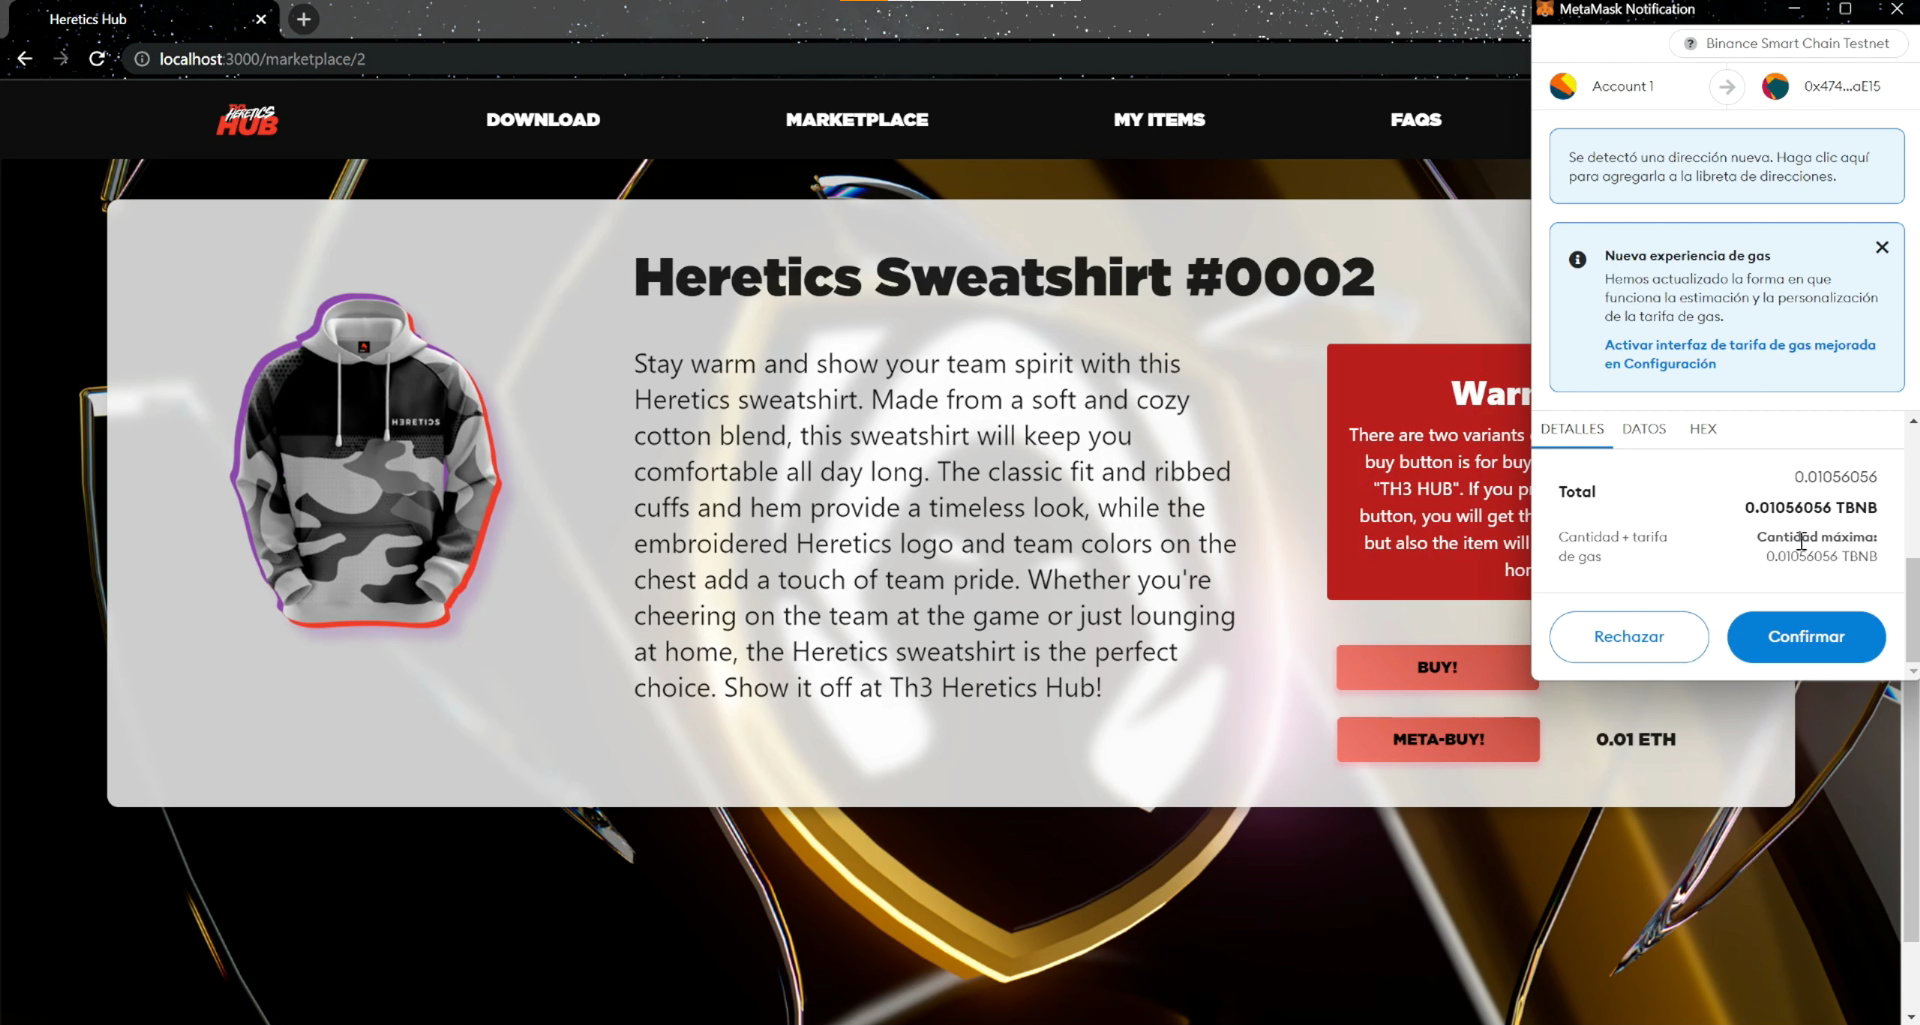 Heretics Hub
localhost:3000/marketplace/2
HERETICS
HUB
DOWNLOAD
MARKETPLACE
MY ITEMS
FAQS
Heretics Sweatshirt #0002
H3RETICS
Stay warm and show your team spirit with this
Heretics sweatshirt. Made from a soft and cozy
cotton blend, this sweatshirt will keep you
comfortable all day long. The classic fit and ribbed
cuffs and hem provide a timeless look, while the
embroidered Heretics logo and team colors on the
chest add a touch of team pride. Whether you're
cheering on the team at the game or just lounging
at home, the Heretics sweatshirt is the perfect
choice. Show it off at Th3 Heretics Hub!
There are two variants
buy button is for buy
"TH3 HUB". If you p
button, you will get th
but also the item will
BUY!
META-BUY!
0.01 ETH
MetaMask Notification
Binance Smart Chain Testnet
Account 1
0x474...aE15
Se detectó una dirección nueva. Haga clic aquí
para agregarla a la libreta de direcciones.
Nueva experiencia de gas
Hemos actualizado la forma en que
funciona la estimación y la personalización
de la tarifa de gas.
Activar interfaz de tarifa de gas mejorada
en Configuración
DETALLES
DATOS
HEX
0.01056056
Total
0.01056056 TBNB
Cantidad + tarifa
de gas
Cantidad máxima:
0.01056056 TBNB
Rechazar
Confirmar